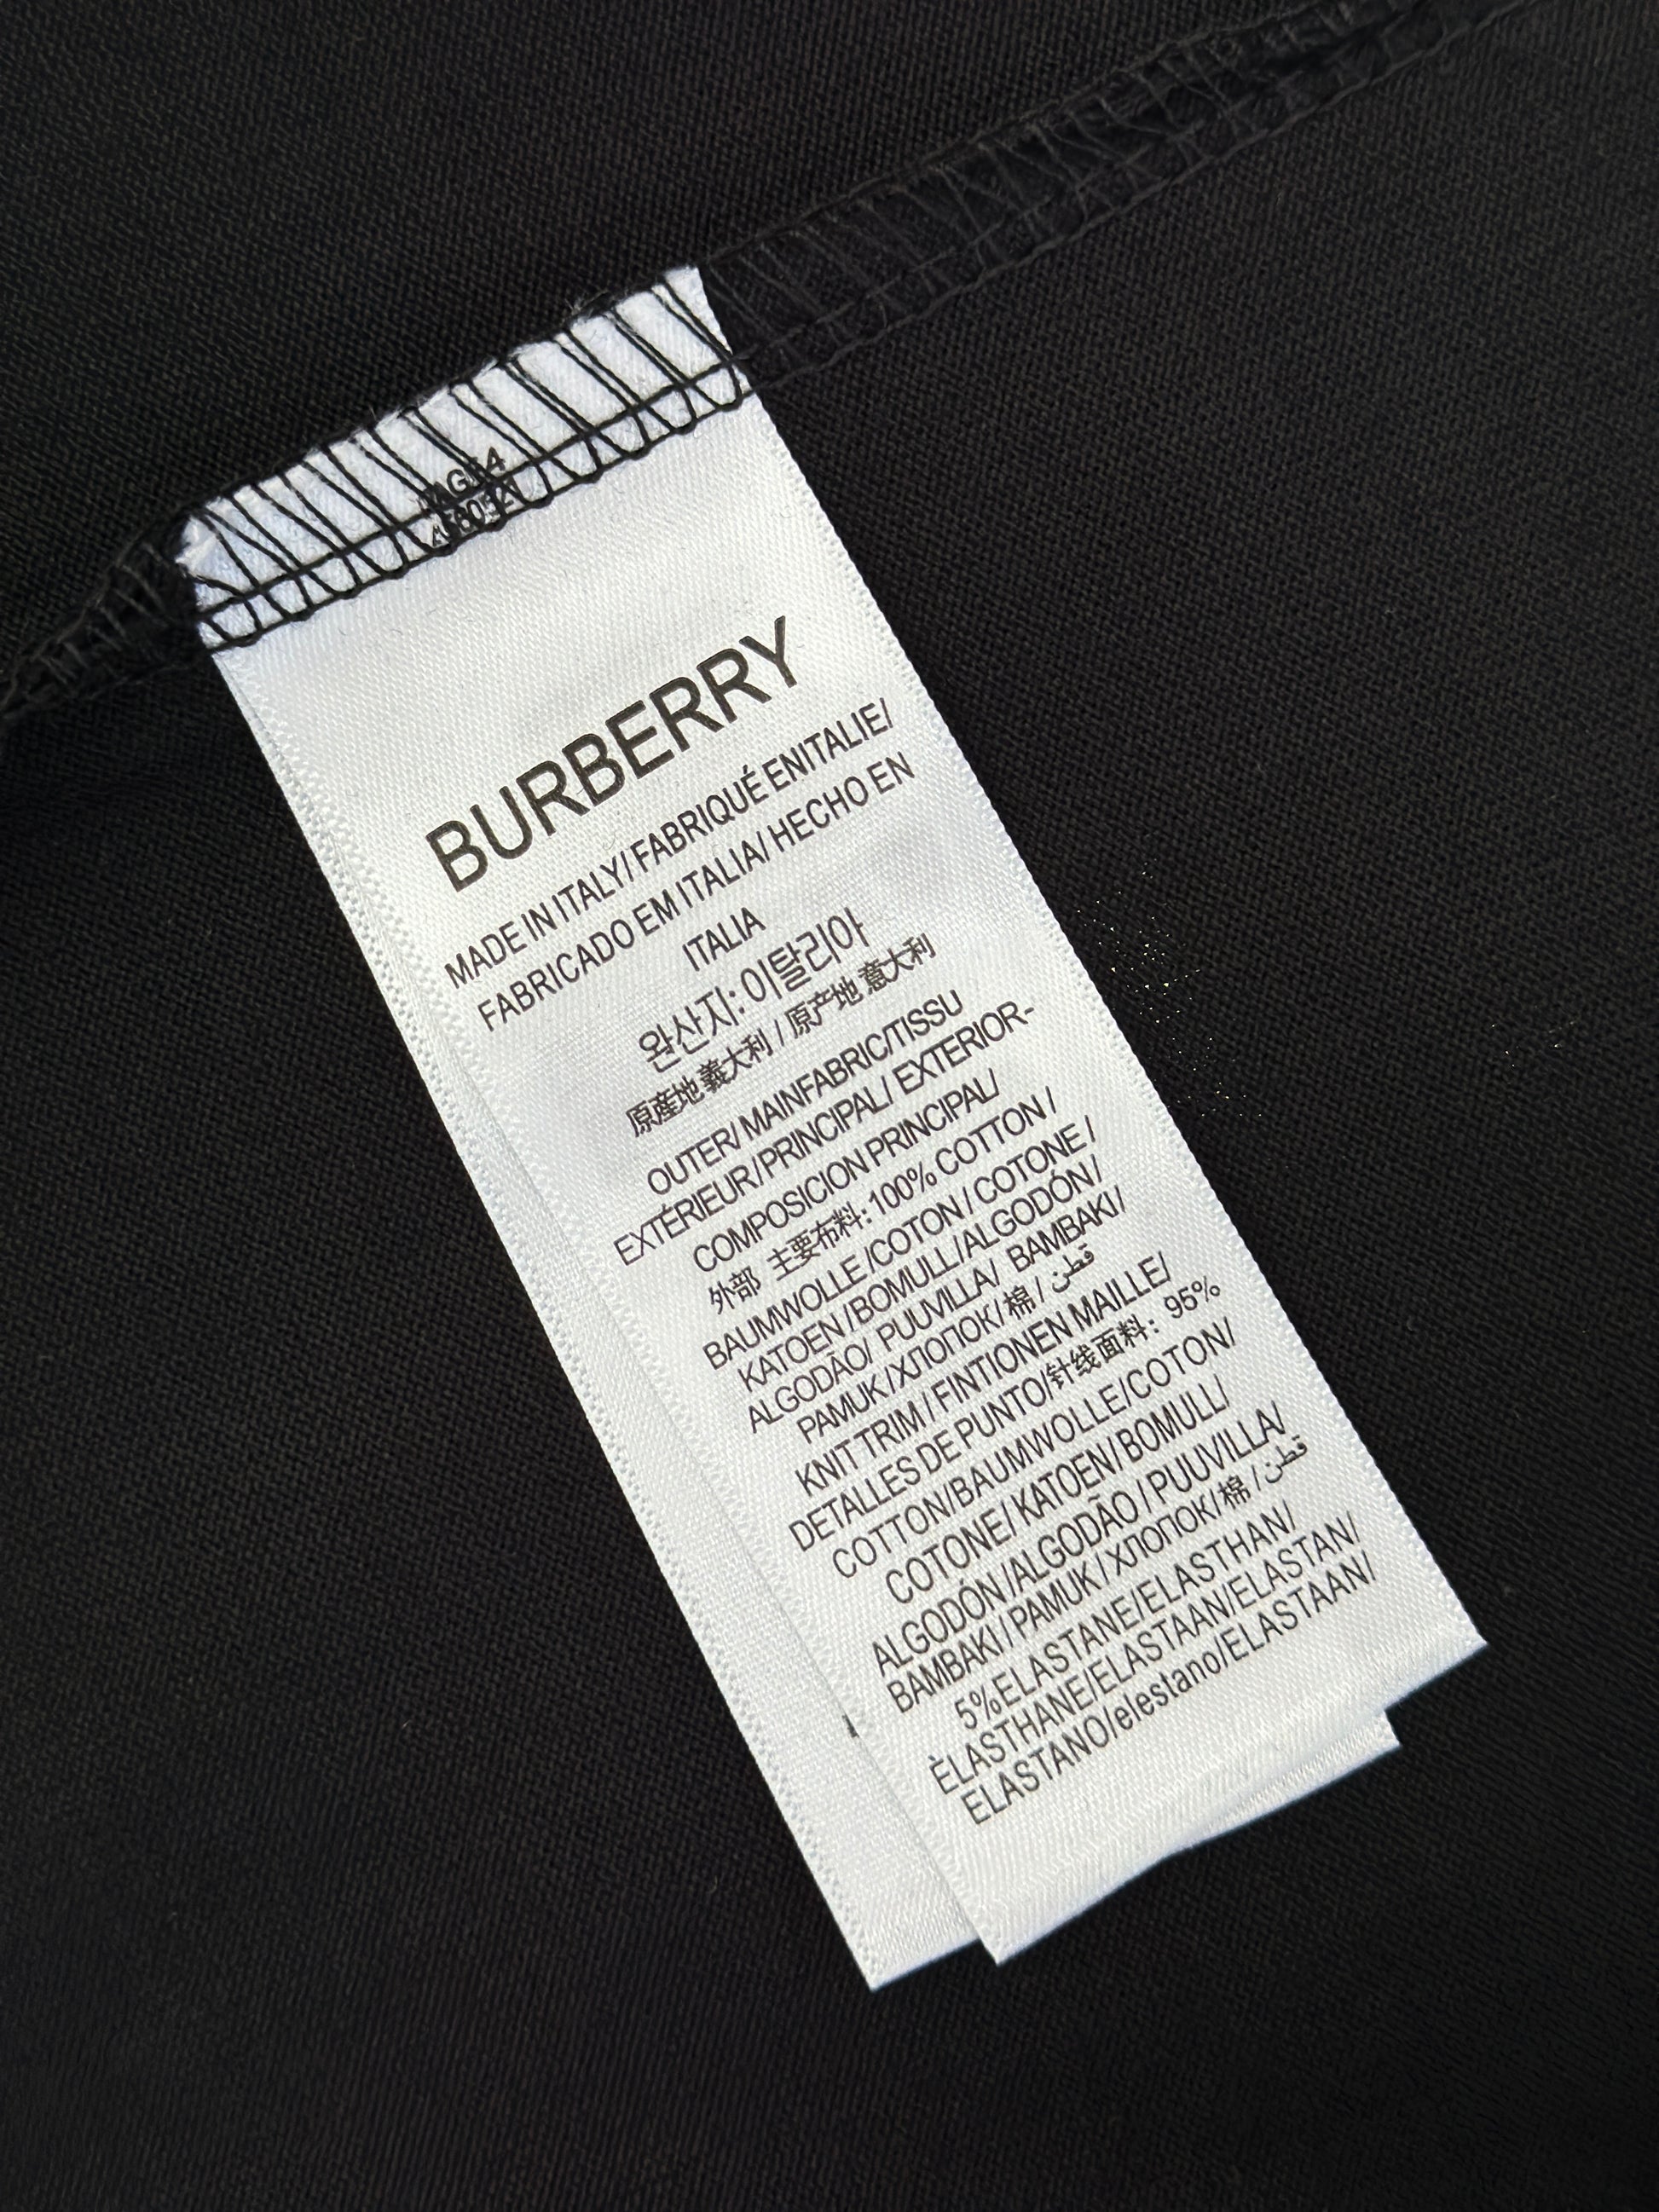 BURBERRY
MADE IN ITALY/ FABRIQUÉ ENITALIE/
FABRICADO EM ITALIA/ HECHO EN
ITALIA
완산지: 이탈리아
原産地 義大利 / 原产地 意大利
OUTER/ MAINFABRIC/TISSU
EXTÉRIEUR/PRINCIPAL/ EXTERIOR-
COMPOSICION PRINCIPAL/
外部 主要布料: 100% COTTON /
BAUMWOLLE /COTON / COTONE /
KATOEN /BOMULL/ALGODÓN /
ALGODÃO/ PUUVILLA/ BAMBAKI /
PAMUK / ХЛОПОК/ 棉 / قطن
KNIT TRIM / FINTIONEN MAILLE/
DETALLES DE PUNTO/针线面料: 95%
COTTON/BAUMWOLLE/COTON/
COTONE/ KATOEN/ BOMULL/
ALGODÓN /ALGODÃO / PUUVILLA/
BAMBAKI / PAMUK / ХЛОПОК/ 棉 / قطن
5%ELASTANE/ELASTHAN/
ÈLASTHANE/ELASTAAN/ELASTAN/
ELASTANO/elestano/ELASTAAN/